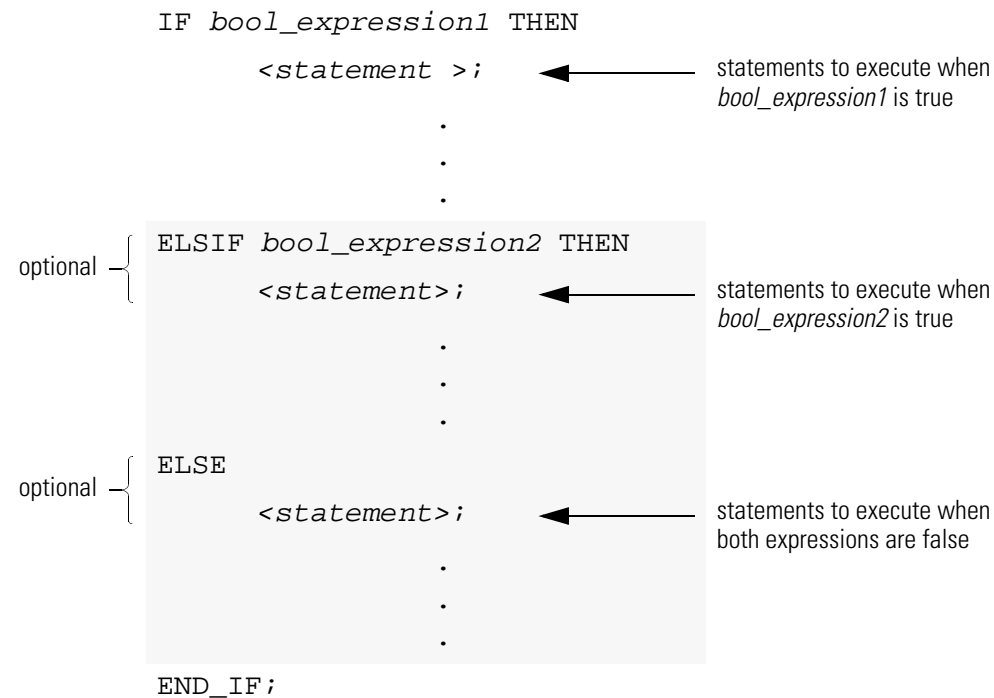 IF bool_expression1 THEN
<statement >;
statements to execute when
bool_expression1 is true
.
.
.
optional
ELSIF bool_expression2 THEN
<statement>;
statements to execute when
bool_expression2 is true
.
.
.
optional
ELSE
<statement>;
statements to execute when
both expressions are false
.
.
.
END_IF;